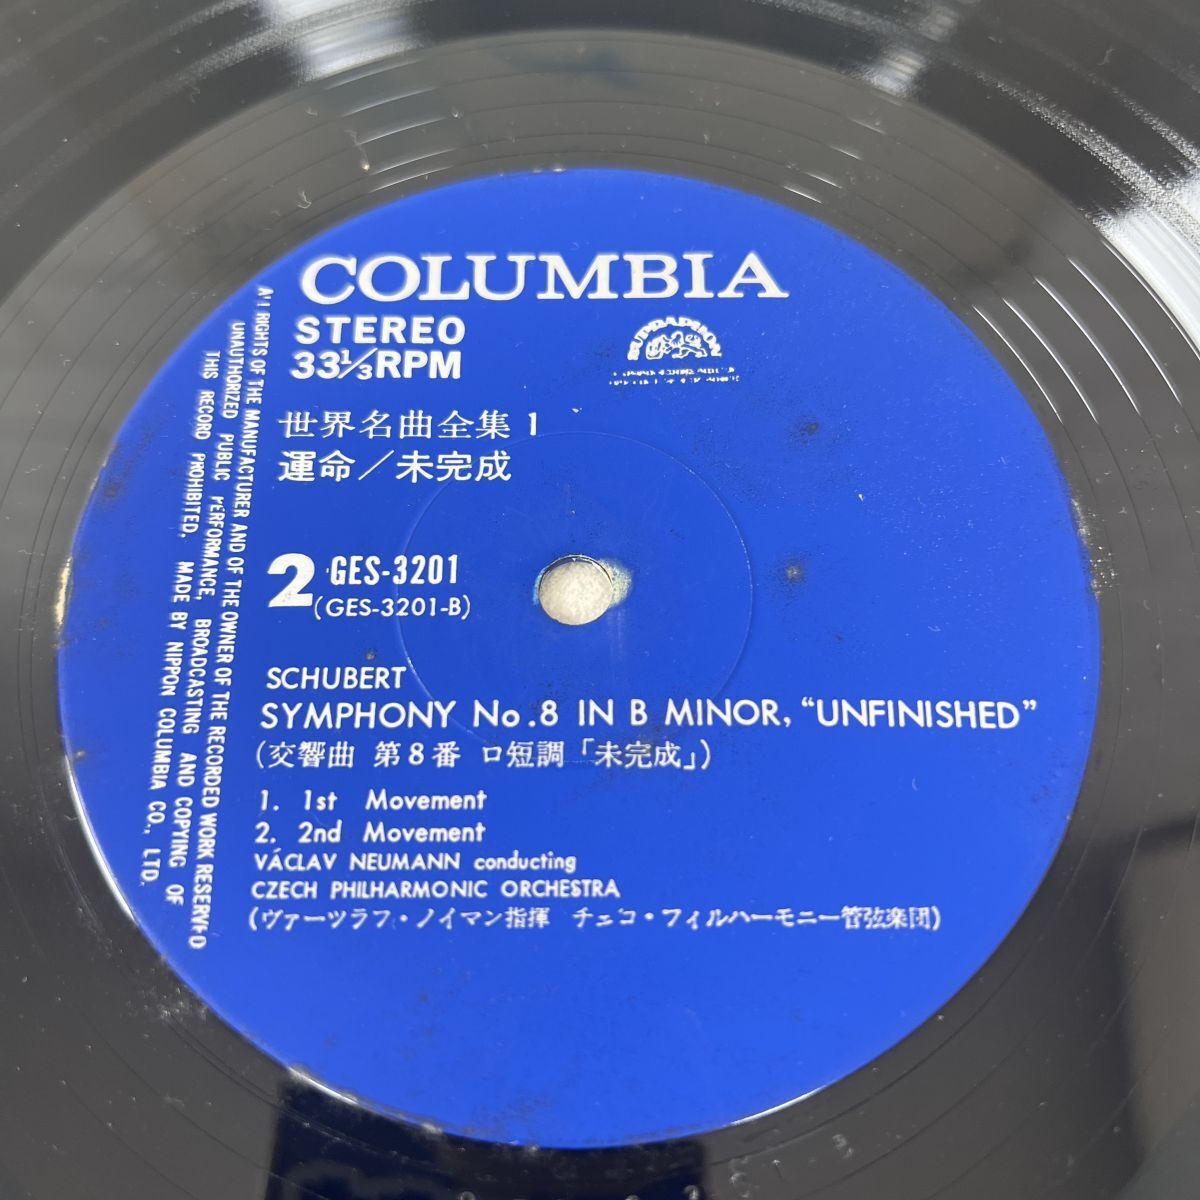 COLUMBIA
STEREO
33⅓RPM
SUPRAPHON
世界名曲全集 1
運命／未完成
2 GES-3201
(GES-3201-B)
SCHUBERT
SYMPHONY No.8 IN B MINOR, “UNFINISHED”
(交響曲 第8番 ロ短調「未完成」)
1. 1st Movement
2. 2nd Movement
VÁCLAV NEUMANN conducting
CZECH PHILHARMONIC ORCHESTRA
(ヴァーツラフ・ノイマン指揮 チェコ・フィルハーモニー管弦楽団)
ALL RIGHTS OF THE MANUFACTURER AND OF THE OWNER OF THE RECORDED WORK RESERVED
UNAUTHORIZED PUBLIC PERFORMANCE, BROADCASTING AND COPYING OF
THIS RECORD PROHIBITED. MADE BY NIPPON COLUMBIA CO., LTD.